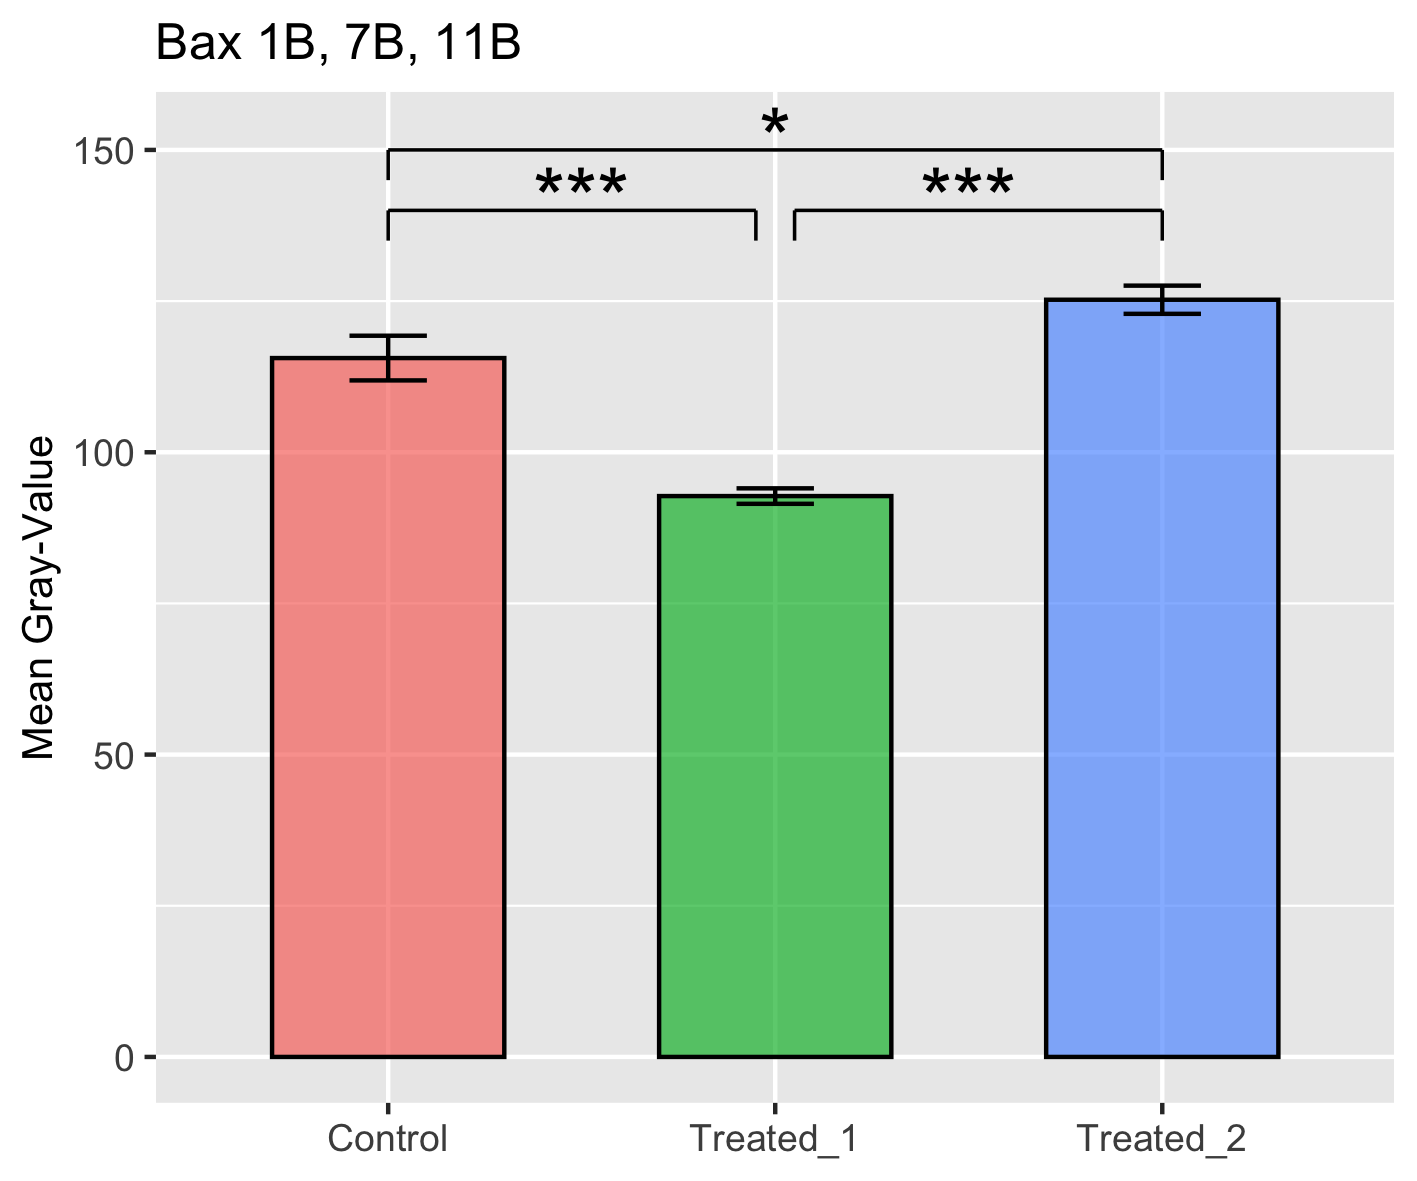 Bax 1B, 7B, 11B
Mean Gray-Value
150
100
50
0
*
***
***
Control
Treated_1
Treated_2